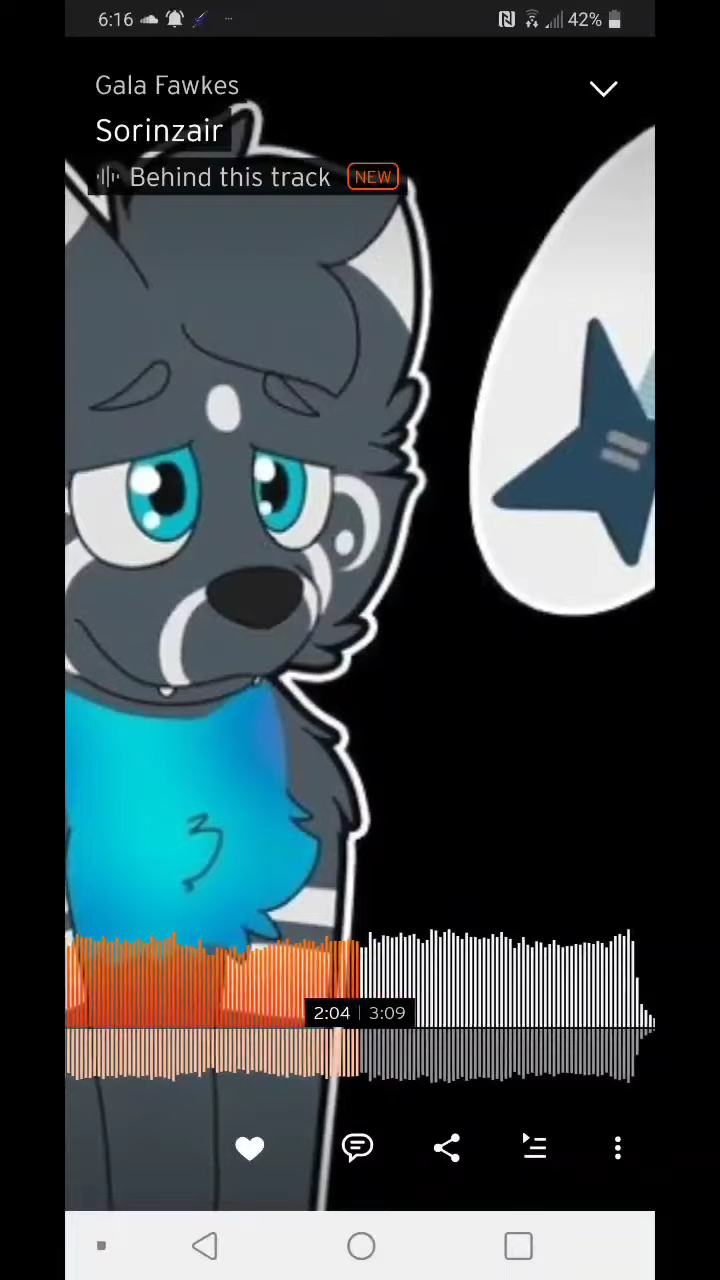 6:16 42%
Gala Fawkes
Sorinzair
Behind this track NEW
2:04 | 3:09